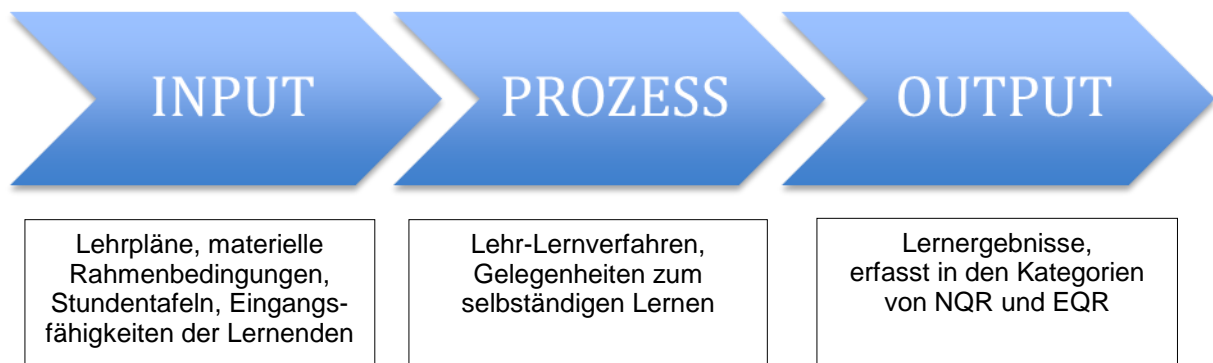 INPUT
PROZESS
OUTPUT
Lehrpläne, materielle
Rahmenbedingungen,
Stundentafeln, Eingangs-
fähigkeiten der Lernenden
Lehr-Lernverfahren,
Gelegenheiten zum
selbständigen Lernen
Lernergebnisse,
erfasst in den Kategorien
von NQR und EQR